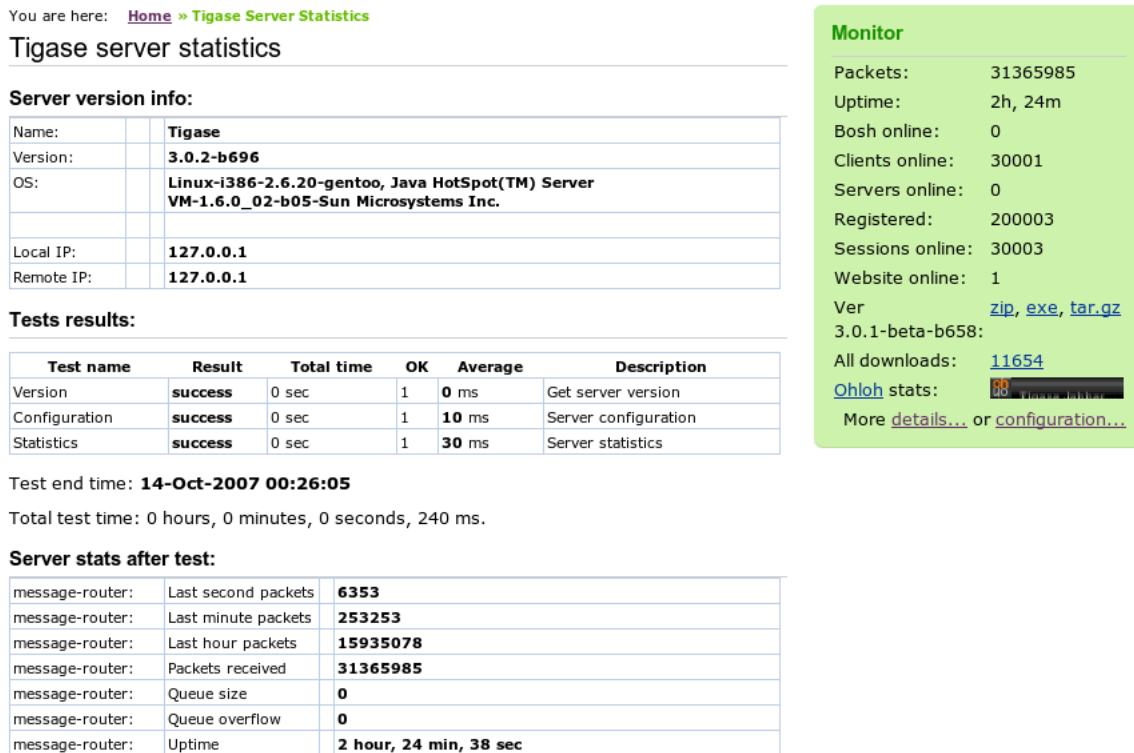 You are here: Home » Tigase Server Statistics
Tigase server statistics
Server version info:
Name: Tigase
Version: 3.0.2-b696
OS: Linux-i386-2.6.20-gentoo, Java HotSpot(TM) Server
VM-1.6.0_02-b05-Sun Microsystems Inc.
Local IP: 127.0.0.1
Remote IP: 127.0.0.1
Tests results:
Test name Result Total time OK Average Description
Version success 0 sec 1 0 ms Get server version
Configuration success 0 sec 1 10 ms Server configuration
Statistics success 0 sec 1 30 ms Server statistics
Test end time: 14-Oct-2007 00:26:05
Total test time: 0 hours, 0 minutes, 0 seconds, 240 ms.
Server stats after test:
message-router: Last second packets 6353
message-router: Last minute packets 253253
message-router: Last hour packets 15935078
message-router: Packets received 31365985
message-router: Queue size 0
message-router: Queue overflow 0
message-router: Uptime 2 hour, 24 min, 38 sec
Monitor
Packets: 31365985
Uptime: 2h, 24m
Bosh online: 0
Clients online: 30001
Servers online: 0
Registered: 200003
Sessions online: 30003
Website online: 1
Ver zip, exe, tar.gz
3.0.1-beta-b658:
All downloads: 11654
Ohloh stats:
More details... or configuration...